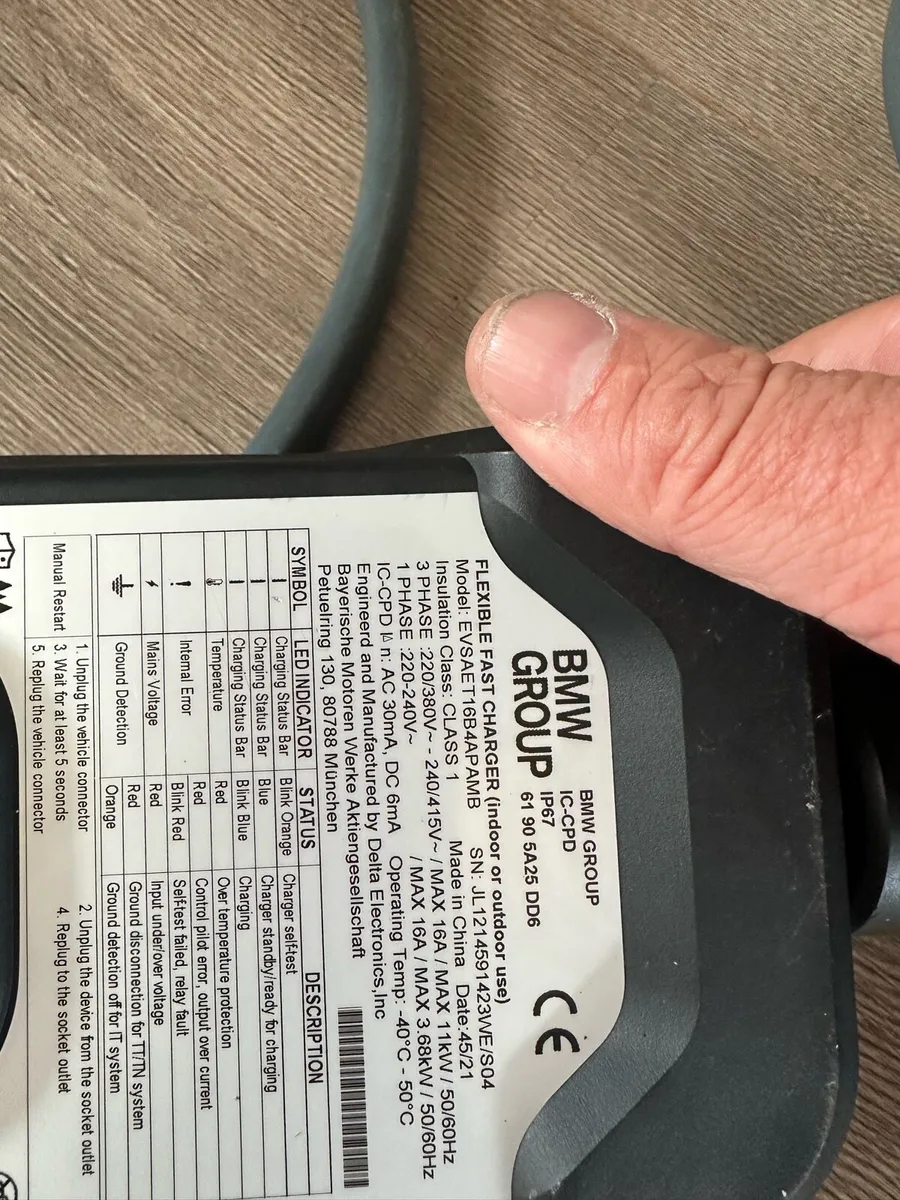 BMW
GROUP
BMW GROUP
IC-CPD
IP67
61 90 5A25 DD6
CE
FLEXIBLE FAST CHARGER (indoor or outdoor use)
Model: EVSAET16B4APAMB SN: JL1214591423WE/S04
Insulation Class: CLASS 1 Made in China Date:45/21
3 PHASE :220/380V~ - 240/415V~ / MAX 16A / MAX 11kW / 50/60Hz
1 PHASE :220-240V~ / MAX 16A / MAX 3.68kW / 50/60Hz
IC-CPD n: AC 30mA, DC 6mA Operating Temp: -40°C - 50°C
Engineerd and Manufactured by Delta Electronics,Inc
Bayerische Motoren Werke Aktiengesellschaft
Petuelring 130, 80788 München
SYMBOL LED INDICATOR STATUS DESCRIPTION
Charging Status Bar Blink Orange Charger self-test
Charging Status Bar Blue Charger standby/ready for charging
Charging Status Bar Blink Blue Charging
Temperature Red Over temperature protection
Internal Error Red Control pilot error, output over current
Blink Red Self-test failed, relay fault
Mains Voltage Red Input under/over voltage
Ground Detection Red Ground disconnection for TT/TN system
Orange Ground detection off for IT system
Manual Restart 1. Unplug the vehicle connector 2. Unplug the device from the socket outlet
3. Wait for at least 5 seconds 4. Replug to the socket outlet
5. Replug the vehicle connector